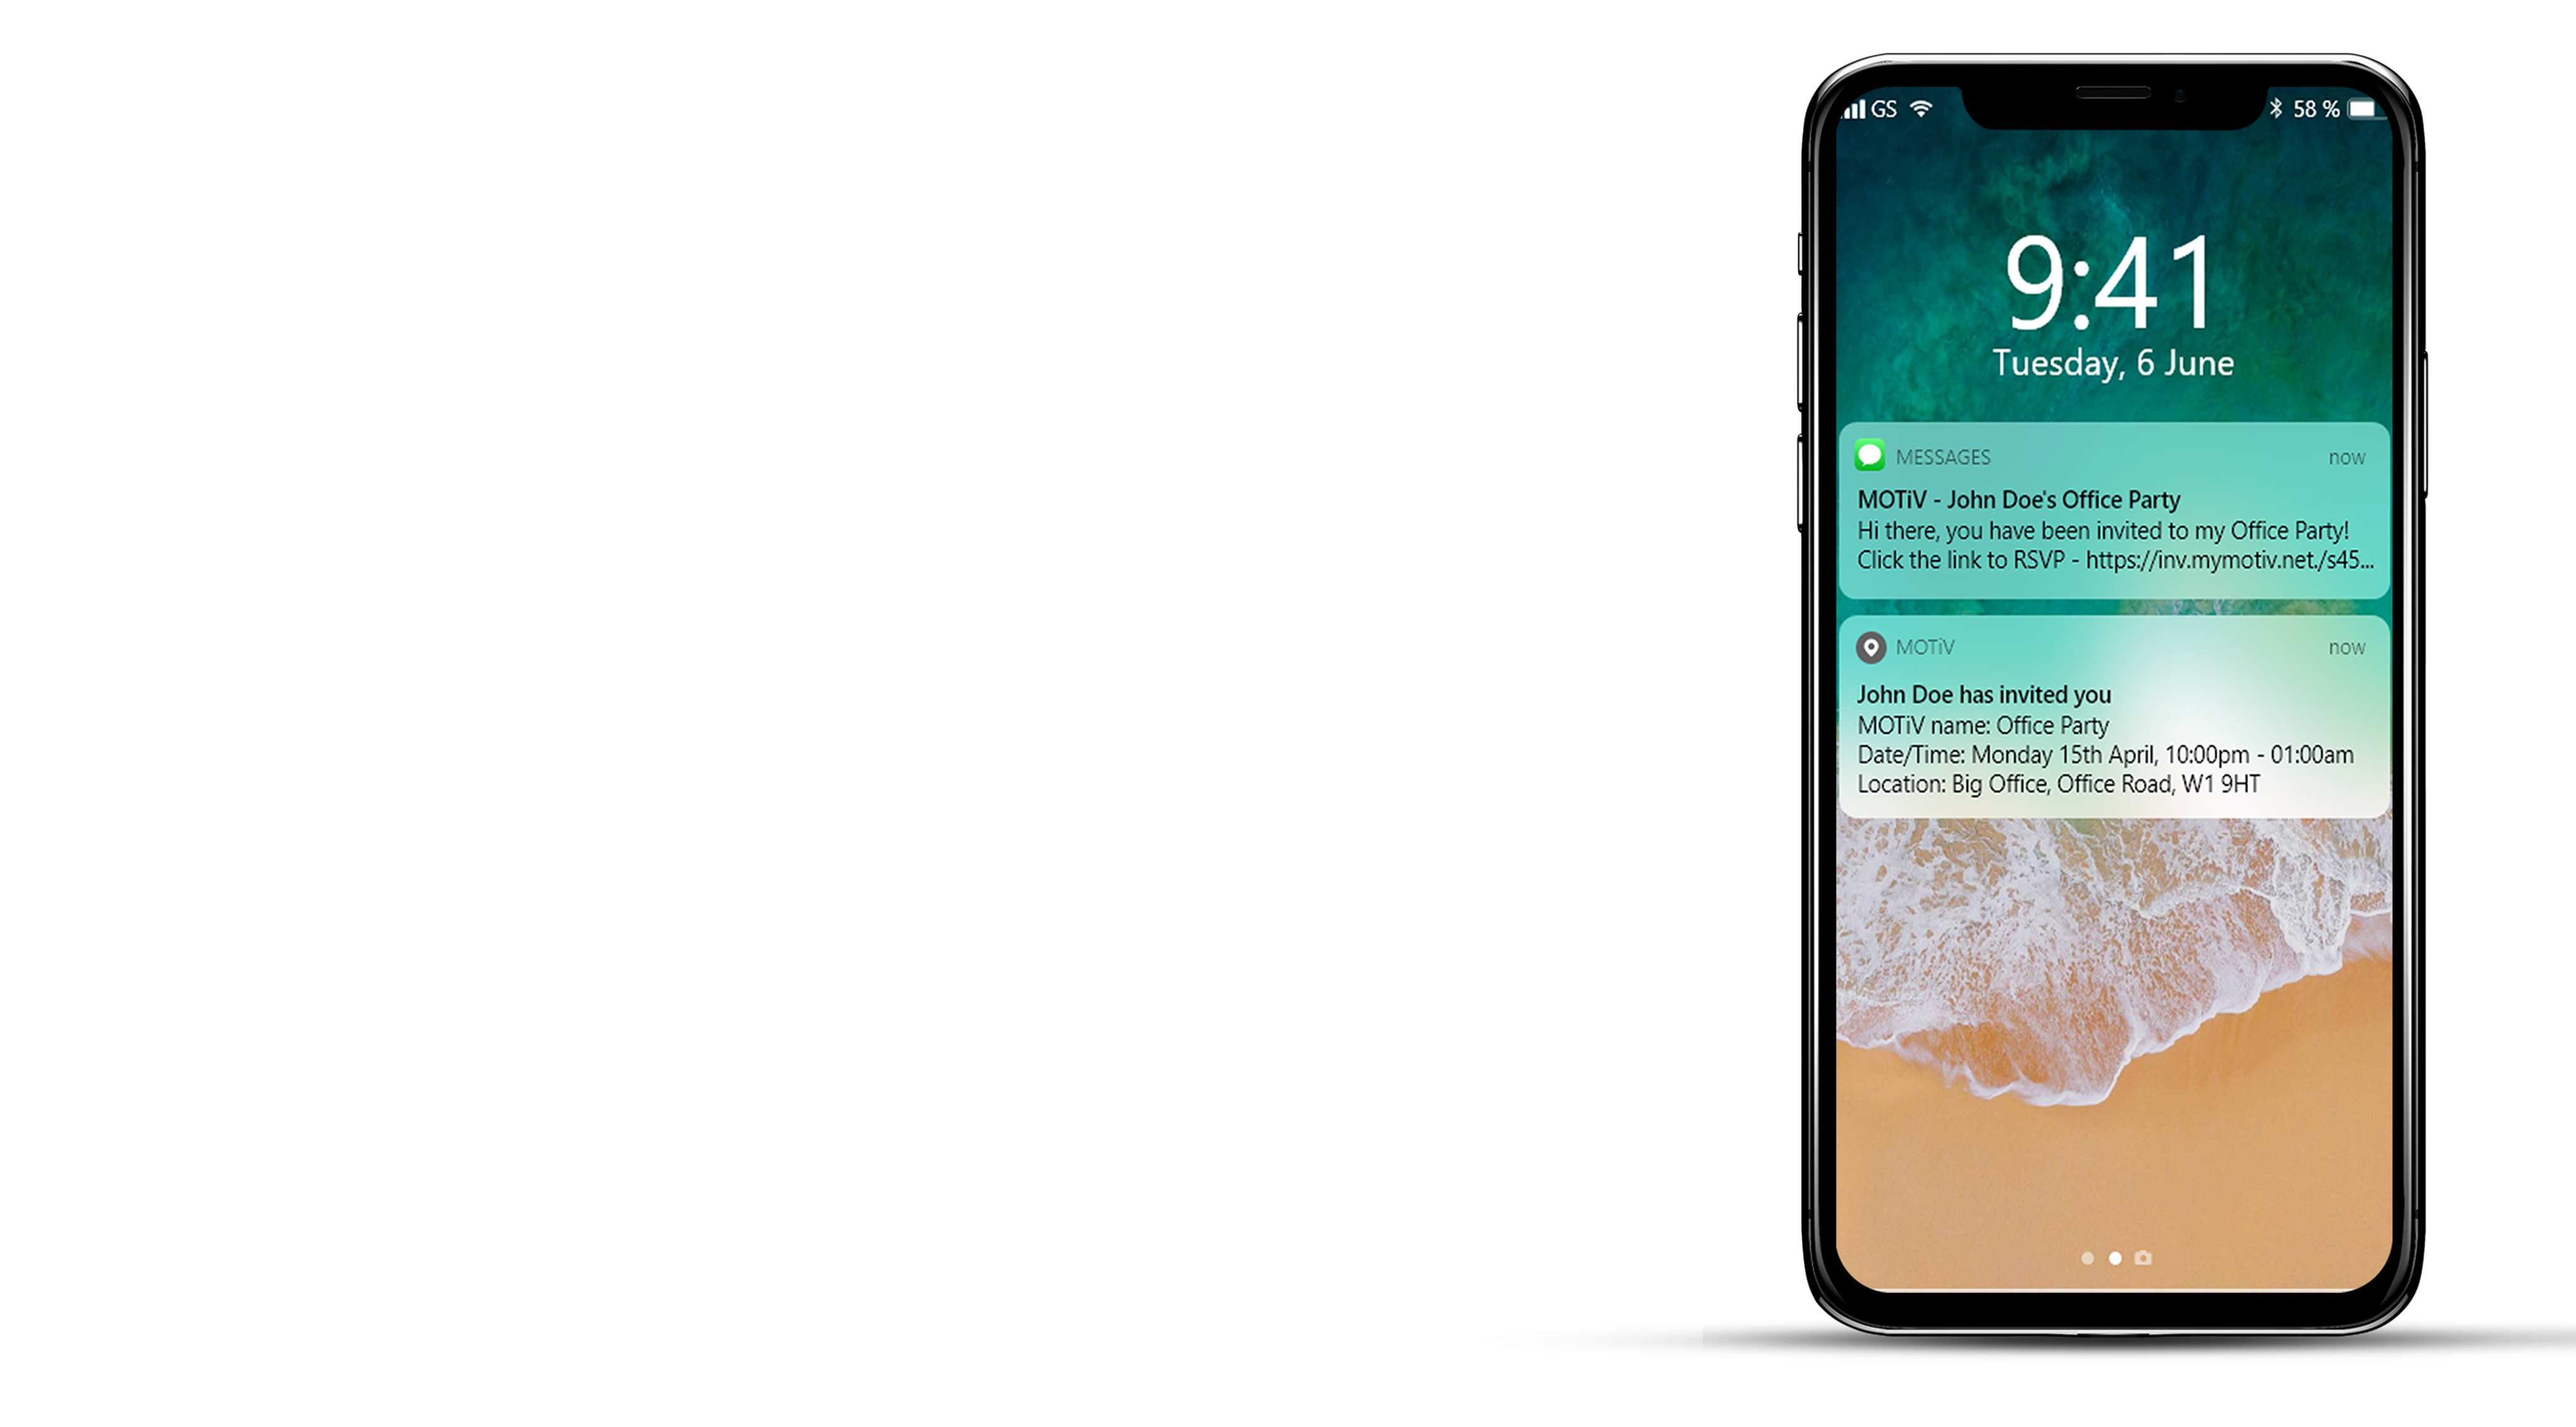 GS 58 %
9:41
Tuesday, 6 June
MESSAGES now
MOTiV - John Doe's Office Party
Hi there, you have been invited to my Office Party!
Click the link to RSVP - https://inv.mymotiv.net./s45...
MOTiV now
John Doe has invited you
MOTiV name: Office Party
Date/Time: Monday 15th April, 10:00pm - 01:00am
Location: Big Office, Office Road, W1 9HT